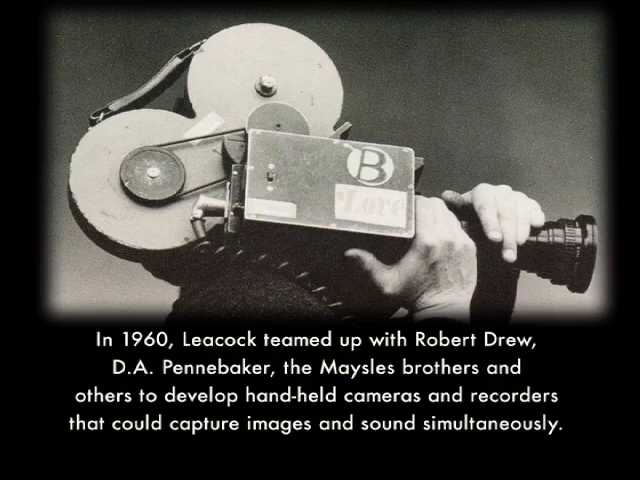 B
Lore
In 1960, Leacock teamed up with Robert Drew,
D.A. Pennebaker, the Maysles brothers and
others to develop hand-held cameras and recorders
that could capture images and sound simultaneously.